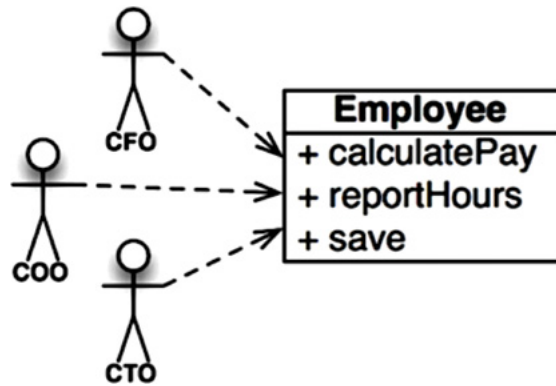 CFO
COO
CTO
Employee
+ calculatePay
+ reportHours
+ save